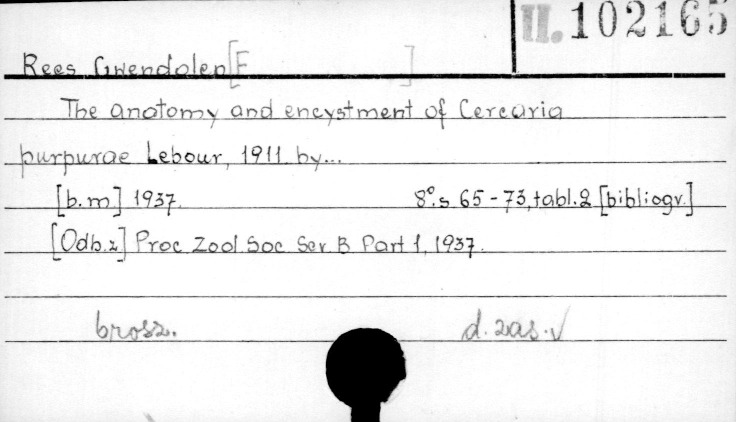 II. 102165
Rees Gwendolen [F ]
The anatomy and encystment of Cercaria
purpurae Lebour, 1911 by...
[b.m] 1937. 8°.s 65-73, tabl.2 [bibliogr.]
[Odb.z] Proc Zool Soc Ser B Part 1, 1937.
brosz. d. zas. √